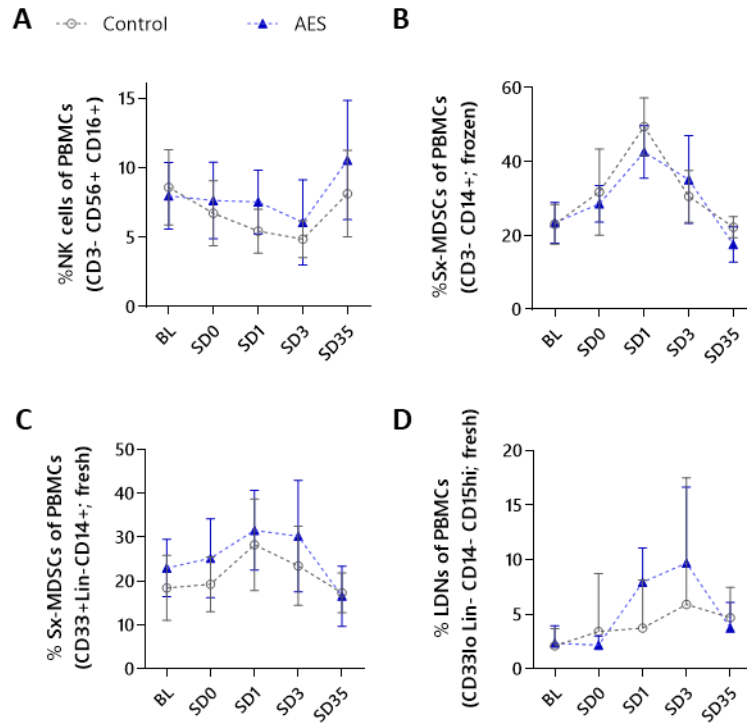 A
Control
AES
B
%NK cells of PBMCs
(CD3- CD56+ CD16+)
15
10
5
0
BL
SD0
SD1
SD3
SD35
%Sx-MDSCs of PBMCs
(CD3- CD14+; frozen)
60
40
20
0
BL
SD0
SD1
SD3
SD35
C
% Sx-MDSCs of PBMCs
(CD33+Lin-CD14+; fresh)
50
40
30
20
10
0
BL
SD0
SD1
SD3
SD35
D
% LDNs of PBMCs
(CD33lo Lin- CD14- CD15hi; fresh)
20
15
10
5
0
BL
SD0
SD1
SD3
SD35